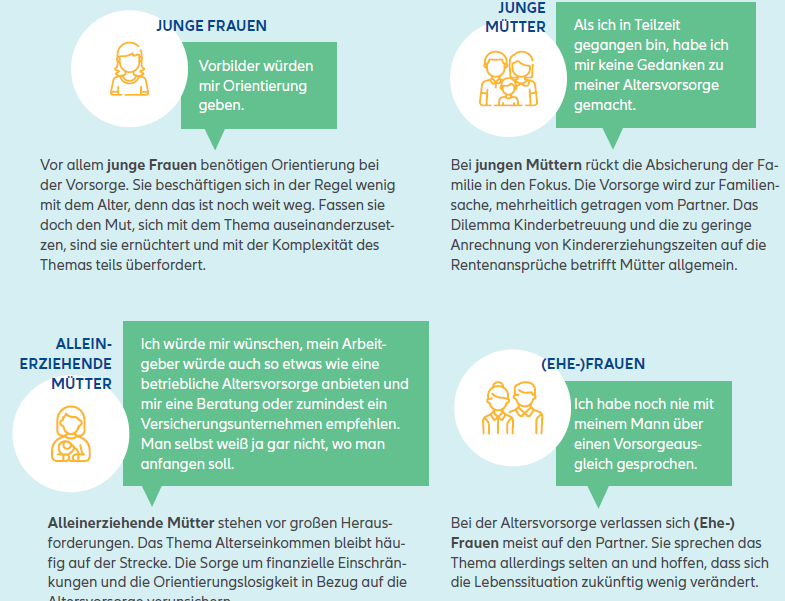 JUNGE FRAUEN
Vorbilder würden
mir Orientierung
geben.
Vor allem junge Frauen benötigen Orientierung bei
der Vorsorge. Sie beschäftigen sich in der Regel wenig
mit dem Alter, denn das ist noch weit weg. Fassen sie
doch den Mut, sich mit dem Thema auseinanderzuset-
zen, sind sie ernüchtert und mit der Komplexität des
Themas teils überfordert.
JUNGE
MÜTTER
Als ich in Teilzeit
gegangen bin, habe ich
mir keine Gedanken zu
meiner Altersvorsorge
gemacht.
Bei jungen Müttern rückt die Absicherung der Fa-
milie in den Fokus. Die Vorsorge wird zur Familien-
sache, mehrheitlich getragen vom Partner. Das
Dilemma Kinderbetreuung und die zu geringe
Anrechnung von Kindererziehungszeiten auf die
Rentenansprüche betrifft Mütter allgemein.
ALLEIN-
ERZIEHENDE
MÜTTER
Ich würde mir wünschen, mein Arbeit-
geber würde auch so etwas wie eine
betriebliche Altersvorsorge anbieten und
mir eine Beratung oder zumindest ein
Versicherungsunternehmen empfehlen.
Man selbst weiß ja gar nicht, wo man
anfangen soll.
Alleinerziehende Mütter stehen vor großen Heraus-
forderungen. Das Thema Alterseinkommen bleibt häu-
fig auf der Strecke. Die Sorge um finanzielle Einschrän-
kungen und die Orientierungslosigkeit in Bezug auf die
Altersvorsorge verunsichern.
(EHE-)FRAUEN
Ich habe noch nie mit
meinem Mann über
einen Vorsorgeaus-
gleich gesprochen.
Bei der Altersvorsorge verlassen sich (Ehe-)
Frauen meist auf den Partner. Sie sprechen das
Thema allerdings selten an und hoffen, dass sich
die Lebenssituation zukünftig wenig verändert.